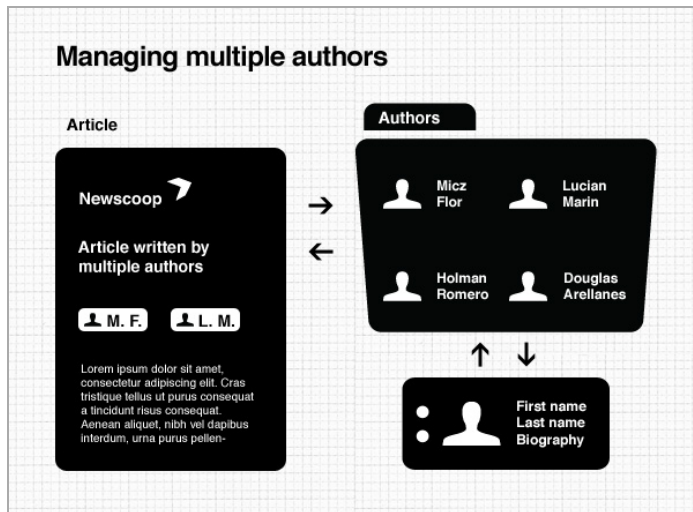 Managing multiple authors
Article
Newscoop
Article written by
multiple authors
M. F.
L. M.
Lorem ipsum dolor sit amet,
consectetur adipiscing elit. Cras
tristique tellus ut purus consequat
a tincidunt risus consequat.
Aenean aliquet, nibh vel dapibus
interdum, urna purus pellen-
Authors
Micz
Flor
Lucian
Marin
Holman
Romero
Douglas
Arellanes
First name
Last name
Biography